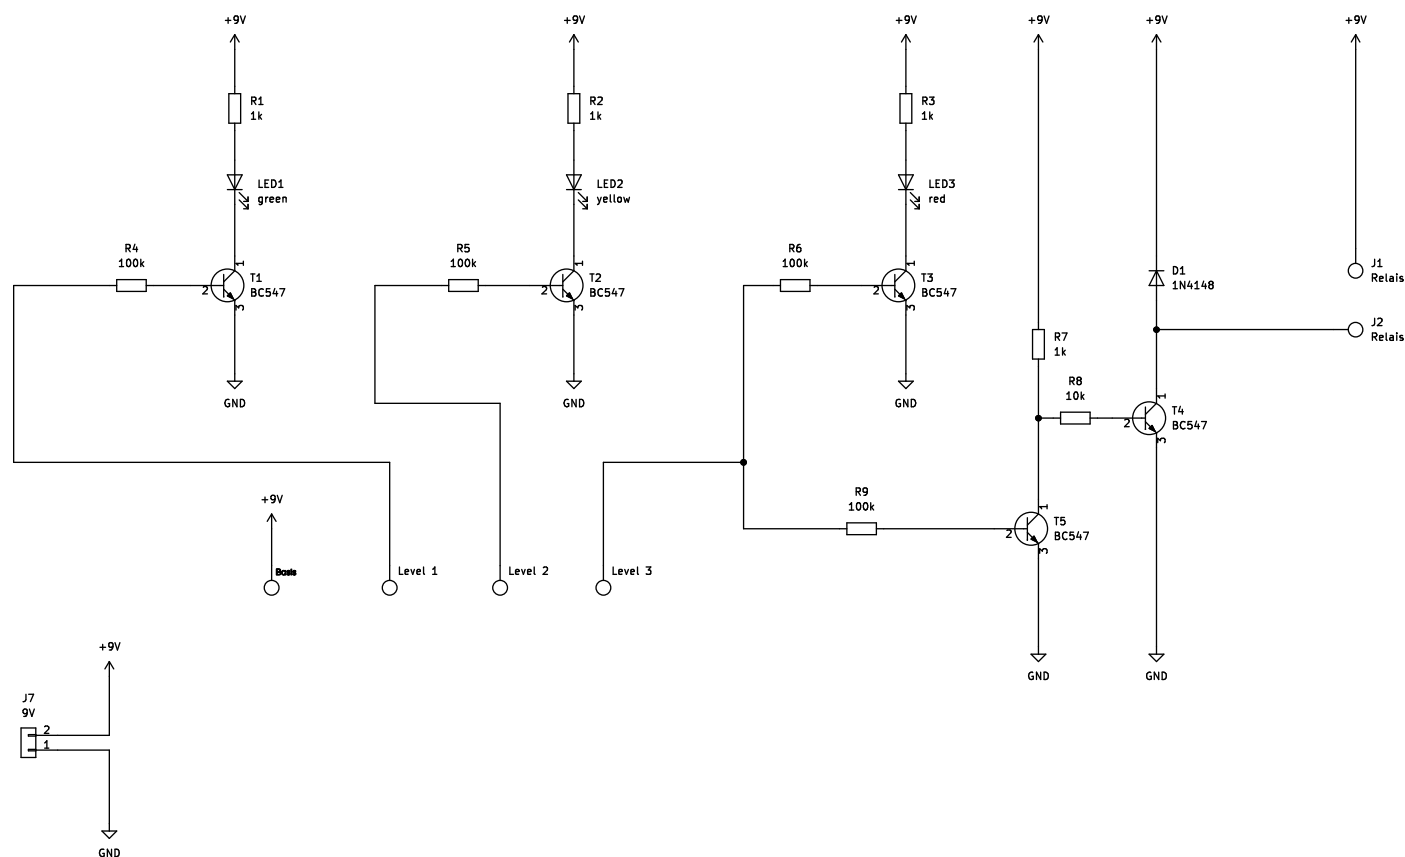 +9V
+9V
+9V
+9V
+9V
+9V
R1
1k
R2
1k
R3
1k
LED1
green
LED2
yellow
LED3
red
R4
100k
1
2
3
T1
BC547
R5
100k
1
2
3
T2
BC547
R6
100k
1
2
3
T3
BC547
D1
1N4148
J1
Relais
J2
Relais
R7
1k
R8
10k
1
2
3
T4
BC547
GND
GND
GND
R9
100k
1
2
3
T5
BC547
+9V
Basis
Level 1
Level 2
Level 3
GND
GND
+9V
J7
9V
2
1
GND